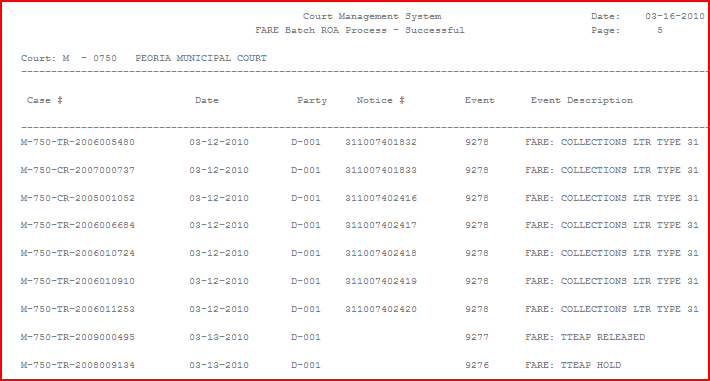 Court Management System Date: 03-16-2010
FARE Batch ROA Process - Successful Page: 5
Court: M - 0750 PEORIA MUNICIPAL COURT
Case # Date Party Notice # Event Event Description
M-750-TR-2006005480 03-12-2010 D-001 311007401832 9278 FARE: COLLECTIONS LTR TYPE 31
M-750-CR-2007000737 03-12-2010 D-001 311007401833 9278 FARE: COLLECTIONS LTR TYPE 31
M-750-CR-2005001052 03-12-2010 D-001 311007402416 9278 FARE: COLLECTIONS LTR TYPE 31
M-750-TR-2006006684 03-12-2010 D-001 311007402417 9278 FARE: COLLECTIONS LTR TYPE 31
M-750-TR-2006010724 03-12-2010 D-001 311007402418 9278 FARE: COLLECTIONS LTR TYPE 31
M-750-TR-2006010910 03-12-2010 D-001 311007402419 9278 FARE: COLLECTIONS LTR TYPE 31
M-750-TR-2006011253 03-12-2010 D-001 311007402420 9278 FARE: COLLECTIONS LTR TYPE 31
M-750-TR-2009000495 03-13-2010 D-001 9277 FARE: TTEAP RELEASED
M-750-TR-2008009134 03-13-2010 D-001 9276 FARE: TTEAP HOLD